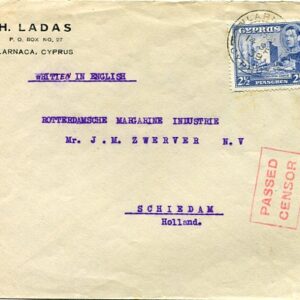 H. LADAS
P. O. BOX NO. 27
LARNACA, CYPRUS
WRITTEN IN ENGLISH
CYPRUS
2½ PIASTRES 2
ROTTERDAMSCHE MARGARINE INDUSTRIE
Mr. J. M. ZWERVER N. V
PASSED
CENSOR
SCHIEDAM
Holland.